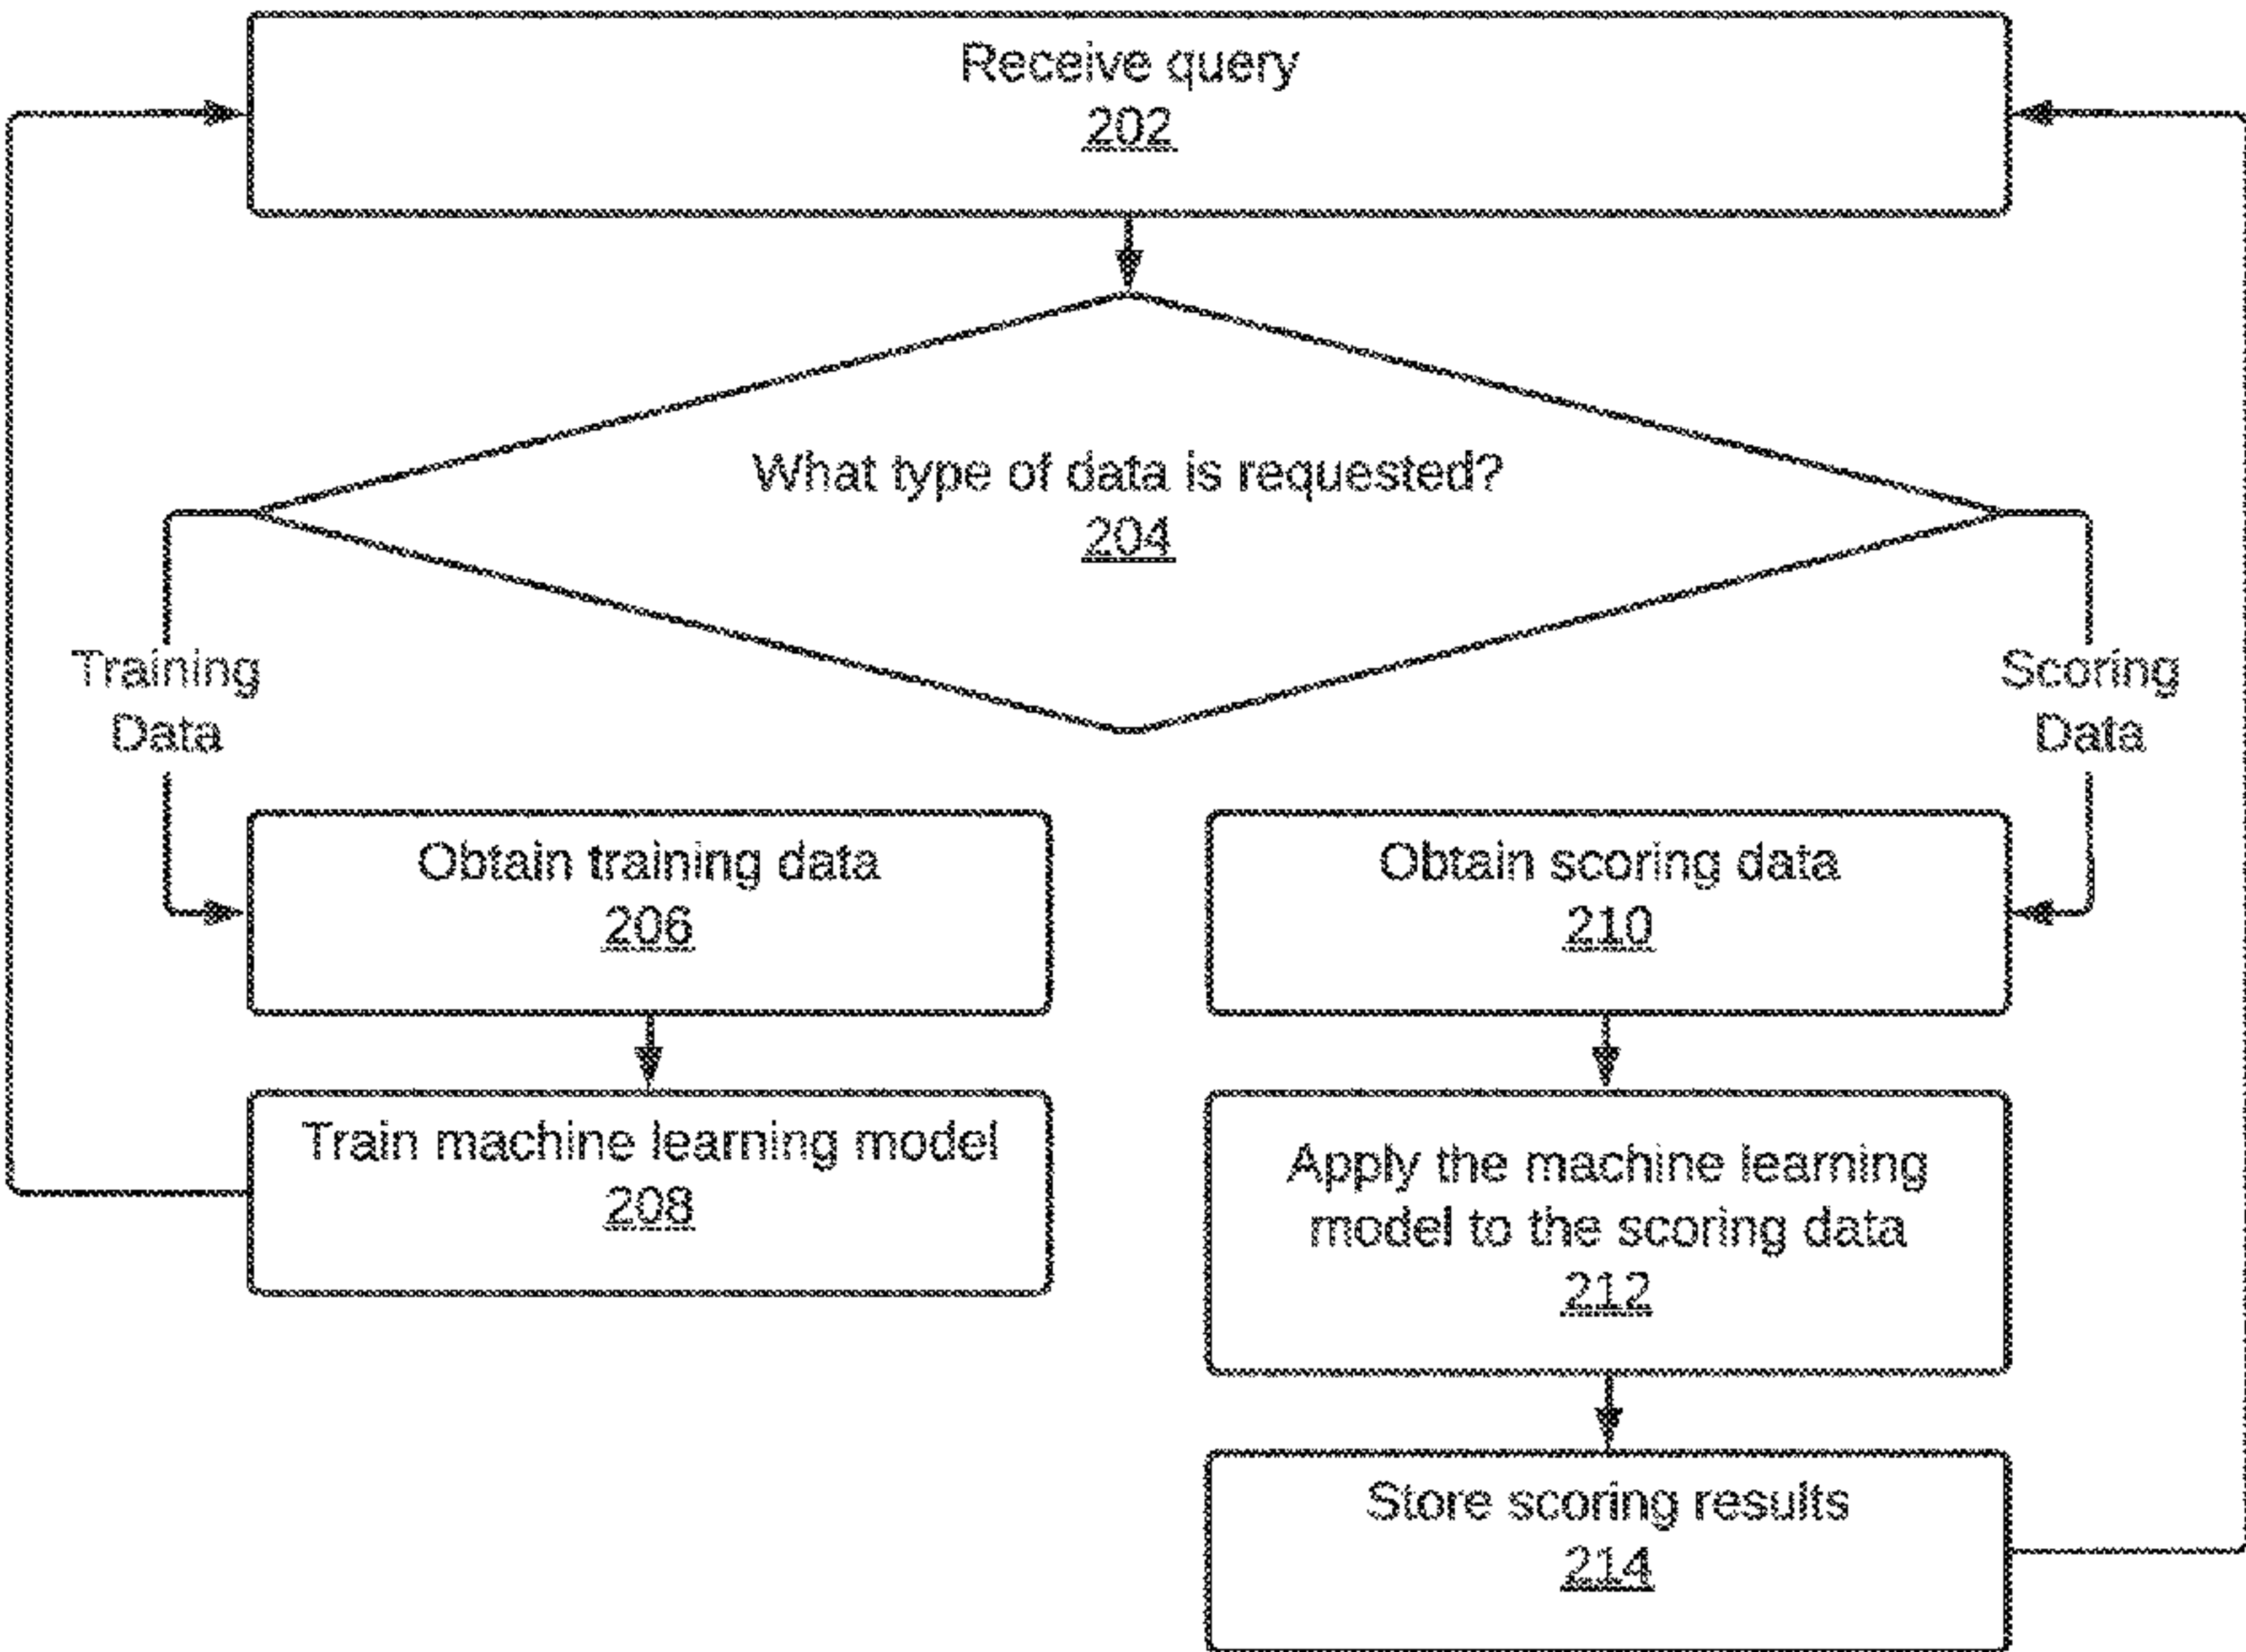 Receive query
202
What type of data is requested?
204
Training
Data
Scoring
Data
Obtain training data
206
Obtain scoring data
210
Train machine learning model
208
Apply the machine learning
model to the scoring data
212
Store scoring results
214